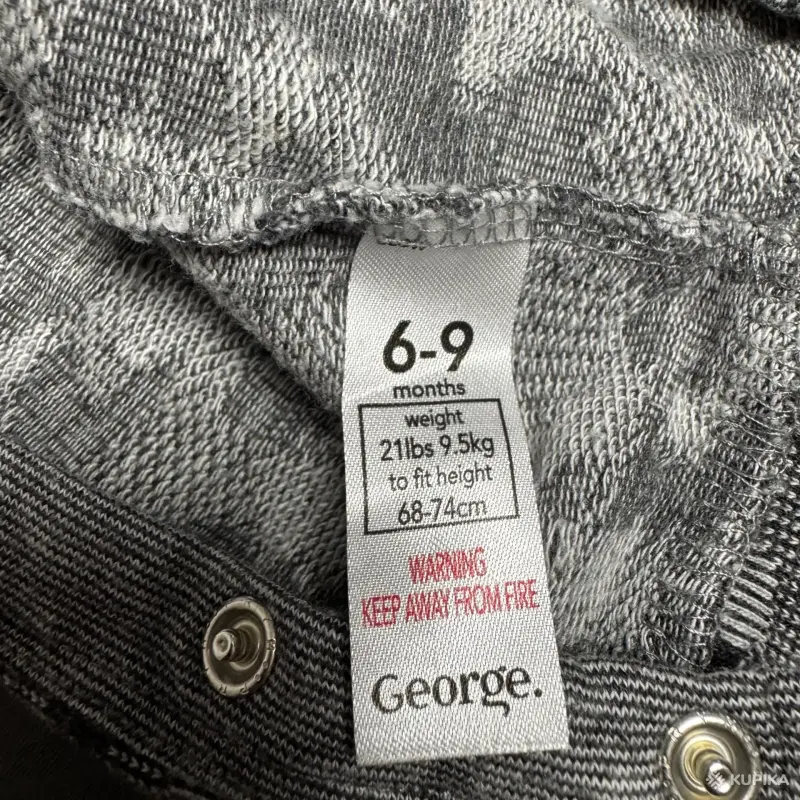 6-9
months
weight
21lbs 9.5kg
to fit height
68-74cm
WARNING
KEEP AWAY FROM FIRE
George.
KUPIKA